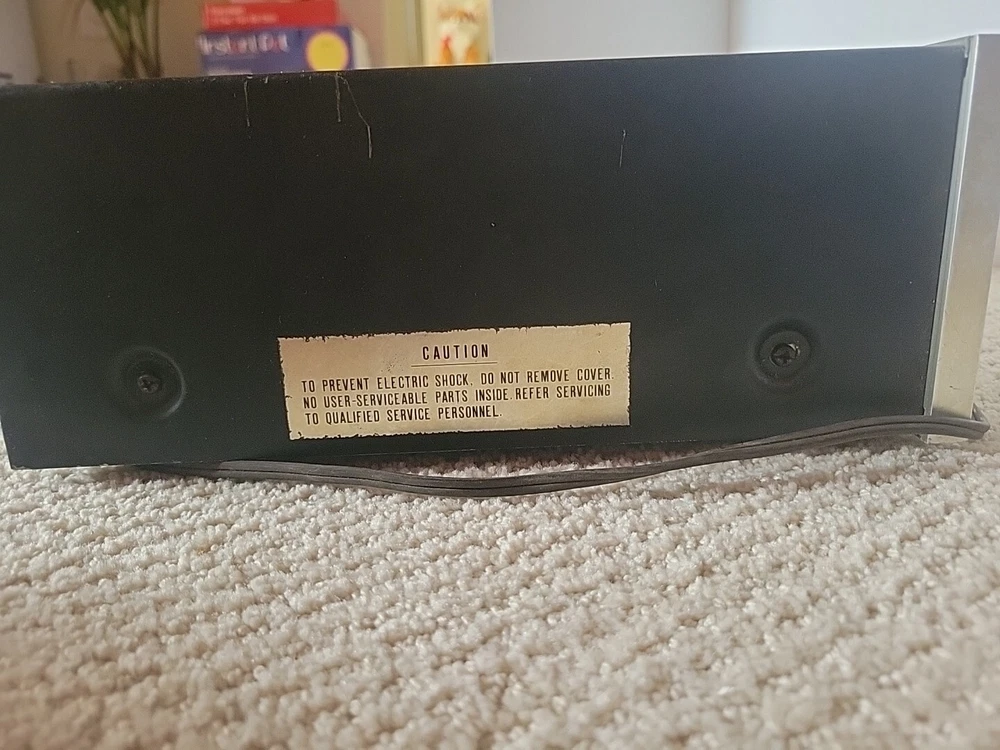 CAUTION
TO PREVENT ELECTRIC SHOCK, DO NOT REMOVE COVER.
NO USER-SERVICEABLE PARTS INSIDE. REFER SERVICING
TO QUALIFIED SERVICE PERSONNEL.